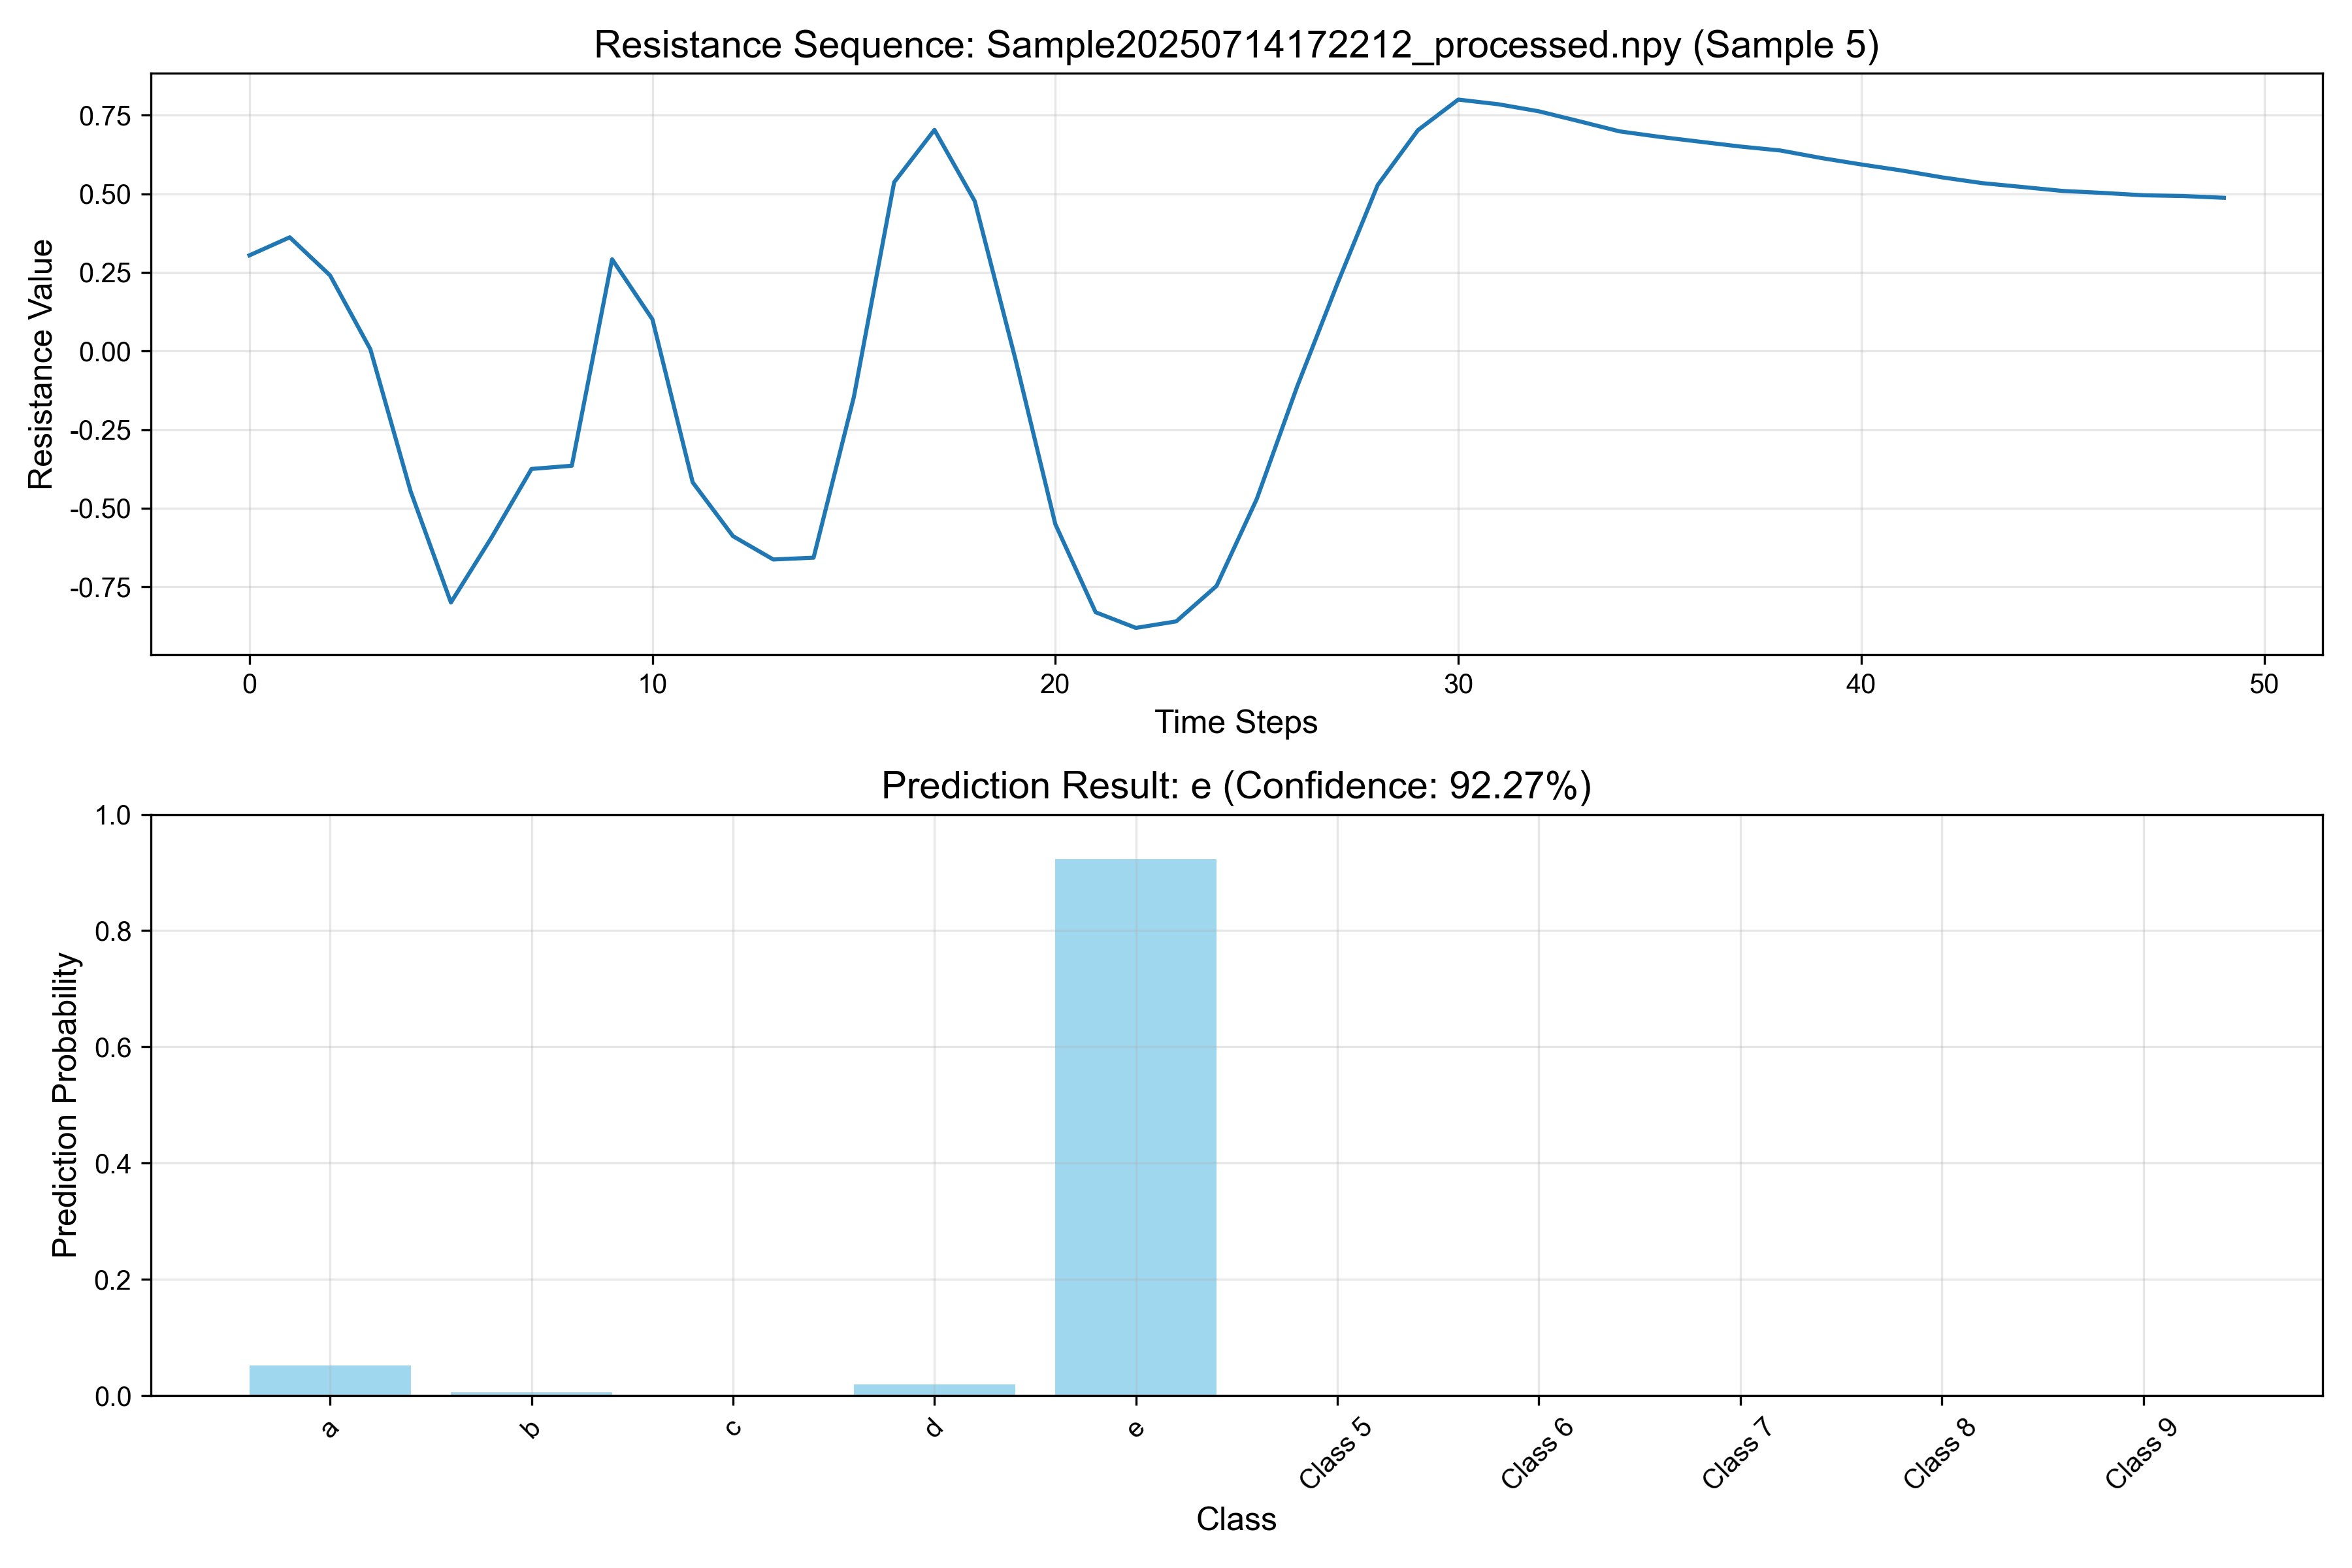 Resistance Sequence: Sample20250714172212_processed.npy (Sample 5)
Resistance Value
0.75
0.50
0.25
0.00
-0.25
-0.50
-0.75
0 10 20 30 40 50
Time Steps
Prediction Result: e (Confidence: 92.27%)
Prediction Probability
1.0
0.8
0.6
0.4
0.2
0.0
a b c d e Class 5 Class 6 Class 7 Class 8 Class 9
Class